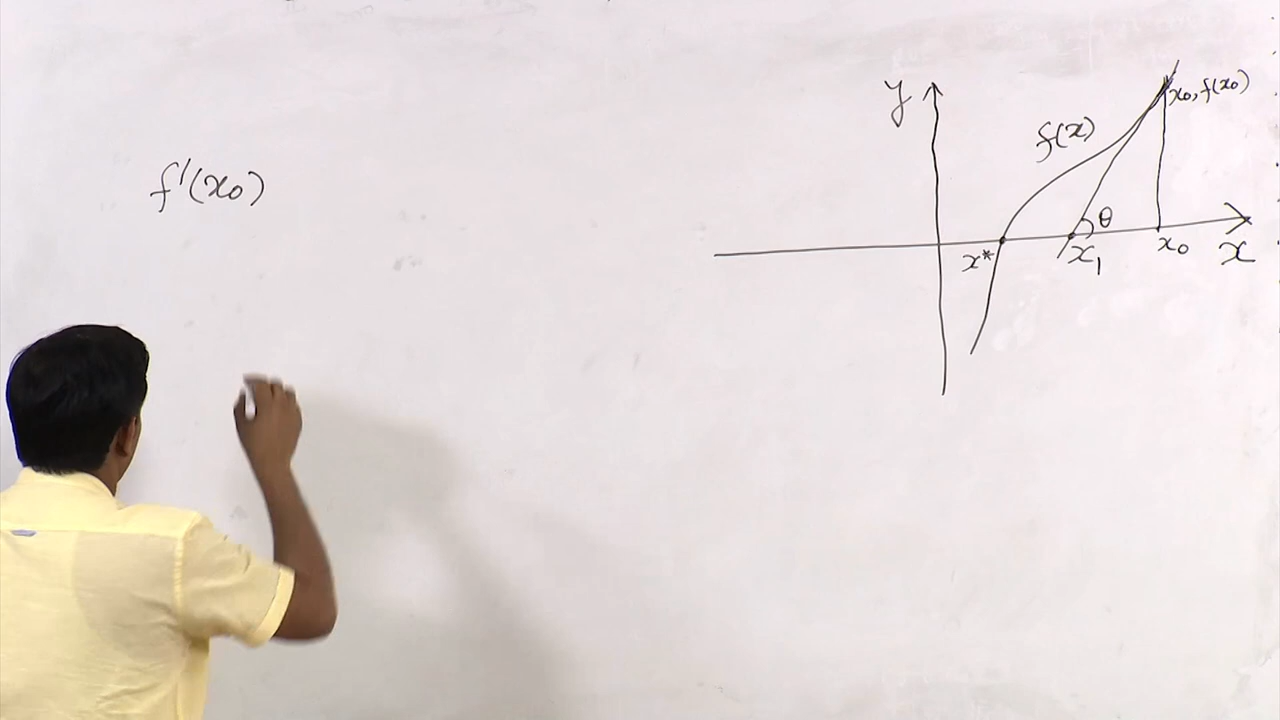 y
x₀, f(x₀)
f(x)
f'(x₀)
θ
x* x₁ x₀ x